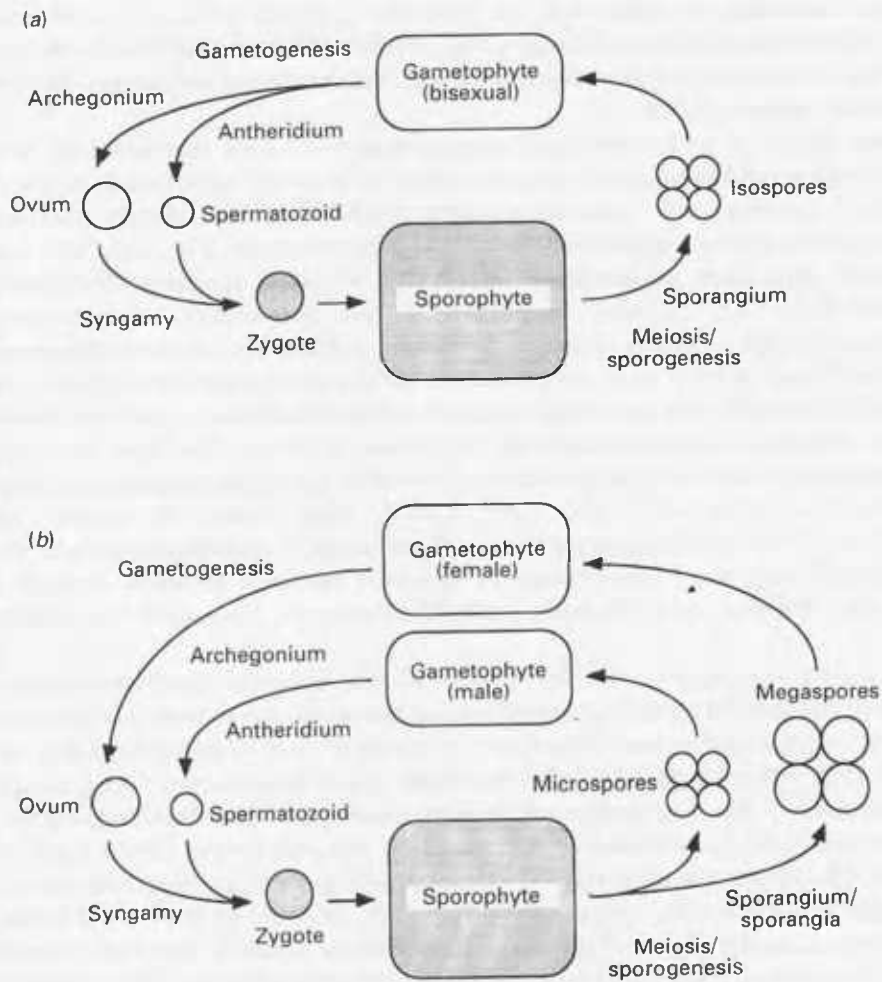 (a)
Gametogenesis
Gametophyte
(bisexual)
Archegonium
Antheridium
Isospores
Ovum
Spermatozoid
Sporophyte
Sporangium
Syngamy
Zygote
Meiosis/
sporogenesis
(b)
Gametogenesis
Gametophyte
(female)
Archegonium
Gametophyte
(male)
Antheridium
Megaspores
Microspores
Ovum
Spermatozoid
Sporophyte
Sporangium/
sporangia
Syngamy
Zygote
Meiosis/
sporogenesis